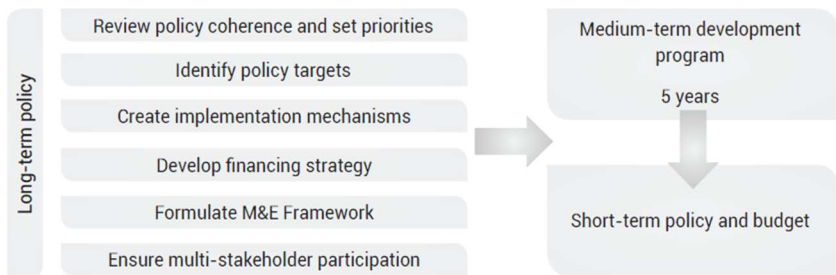 Long-term policy
Review policy coherence and set priorities
Identify policy targets
Create implementation mechanisms
Develop financing strategy
Formulate M&E Framework
Ensure multi-stakeholder participation
Medium-term development
program
5 years
Short-term policy and budget